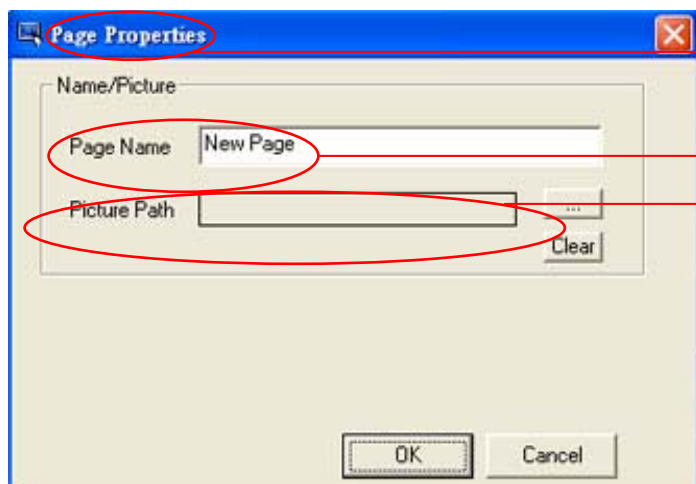 Page Properties
Name/Picture
Page Name New Page
Picture Path ...
Clear
OK Cancel